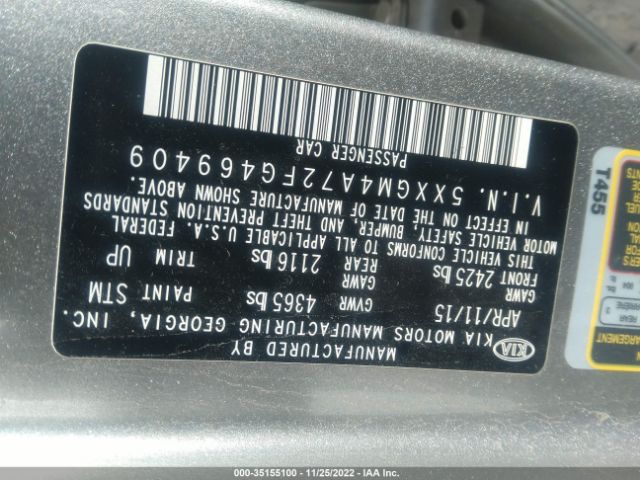 KIA
MANUFACTURED BY
KIA MOTORS MANUFACTURING GEORGIA, INC.
APR/11/15
GVWR 4365 lbs
PAINT STM
GAWR FRONT 2425 lbs
GAWR REAR 2116 lbs
TRIM UP
THIS VEHICLE CONFORMS TO ALL APPLICABLE U.S.A. FEDERAL
MOTOR VEHICLE SAFETY, BUMPER, AND THEFT PREVENTION STANDARDS
IN EFFECT ON THE DATE OF MANUFACTURE SHOWN ABOVE.
V.I.N. 5XXGM4A72FG469409
PASSENGER CAR
T455
REAR
000-35155100 - 11/25/2022 - IAA Inc.